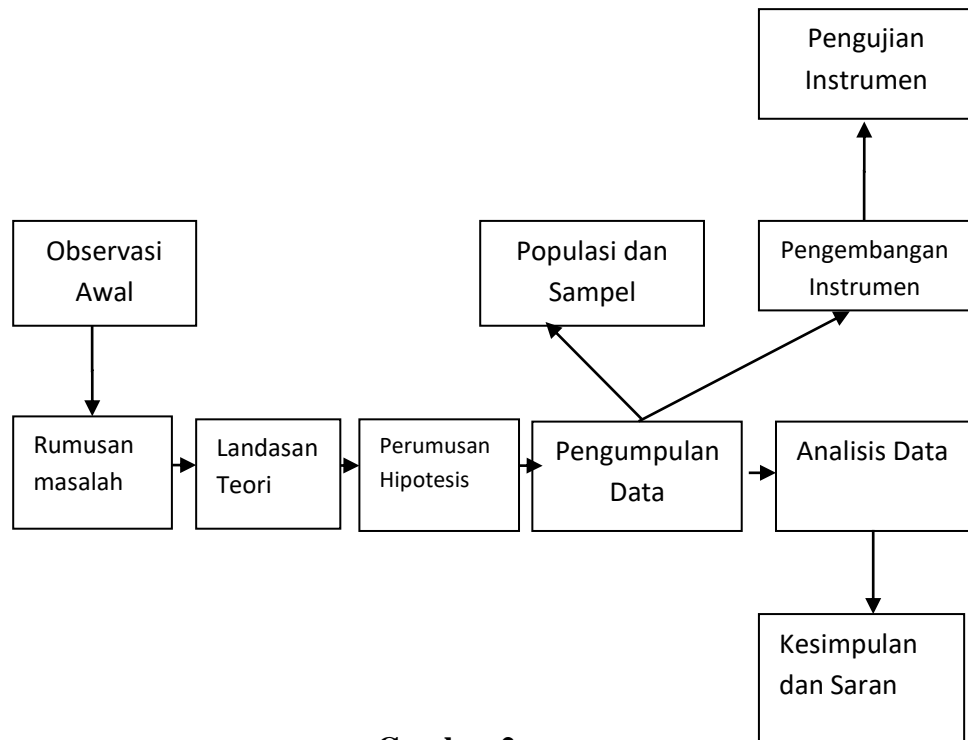 Pengujian
Instrumen
Observasi
Awal
Populasi dan
Sampel
Pengembangan
Instrumen
Rumusan
masalah
Landasan
Teori
Perumusan
Hipotesis
Pengumpulan
Data
Analisis Data
Kesimpulan
dan Saran